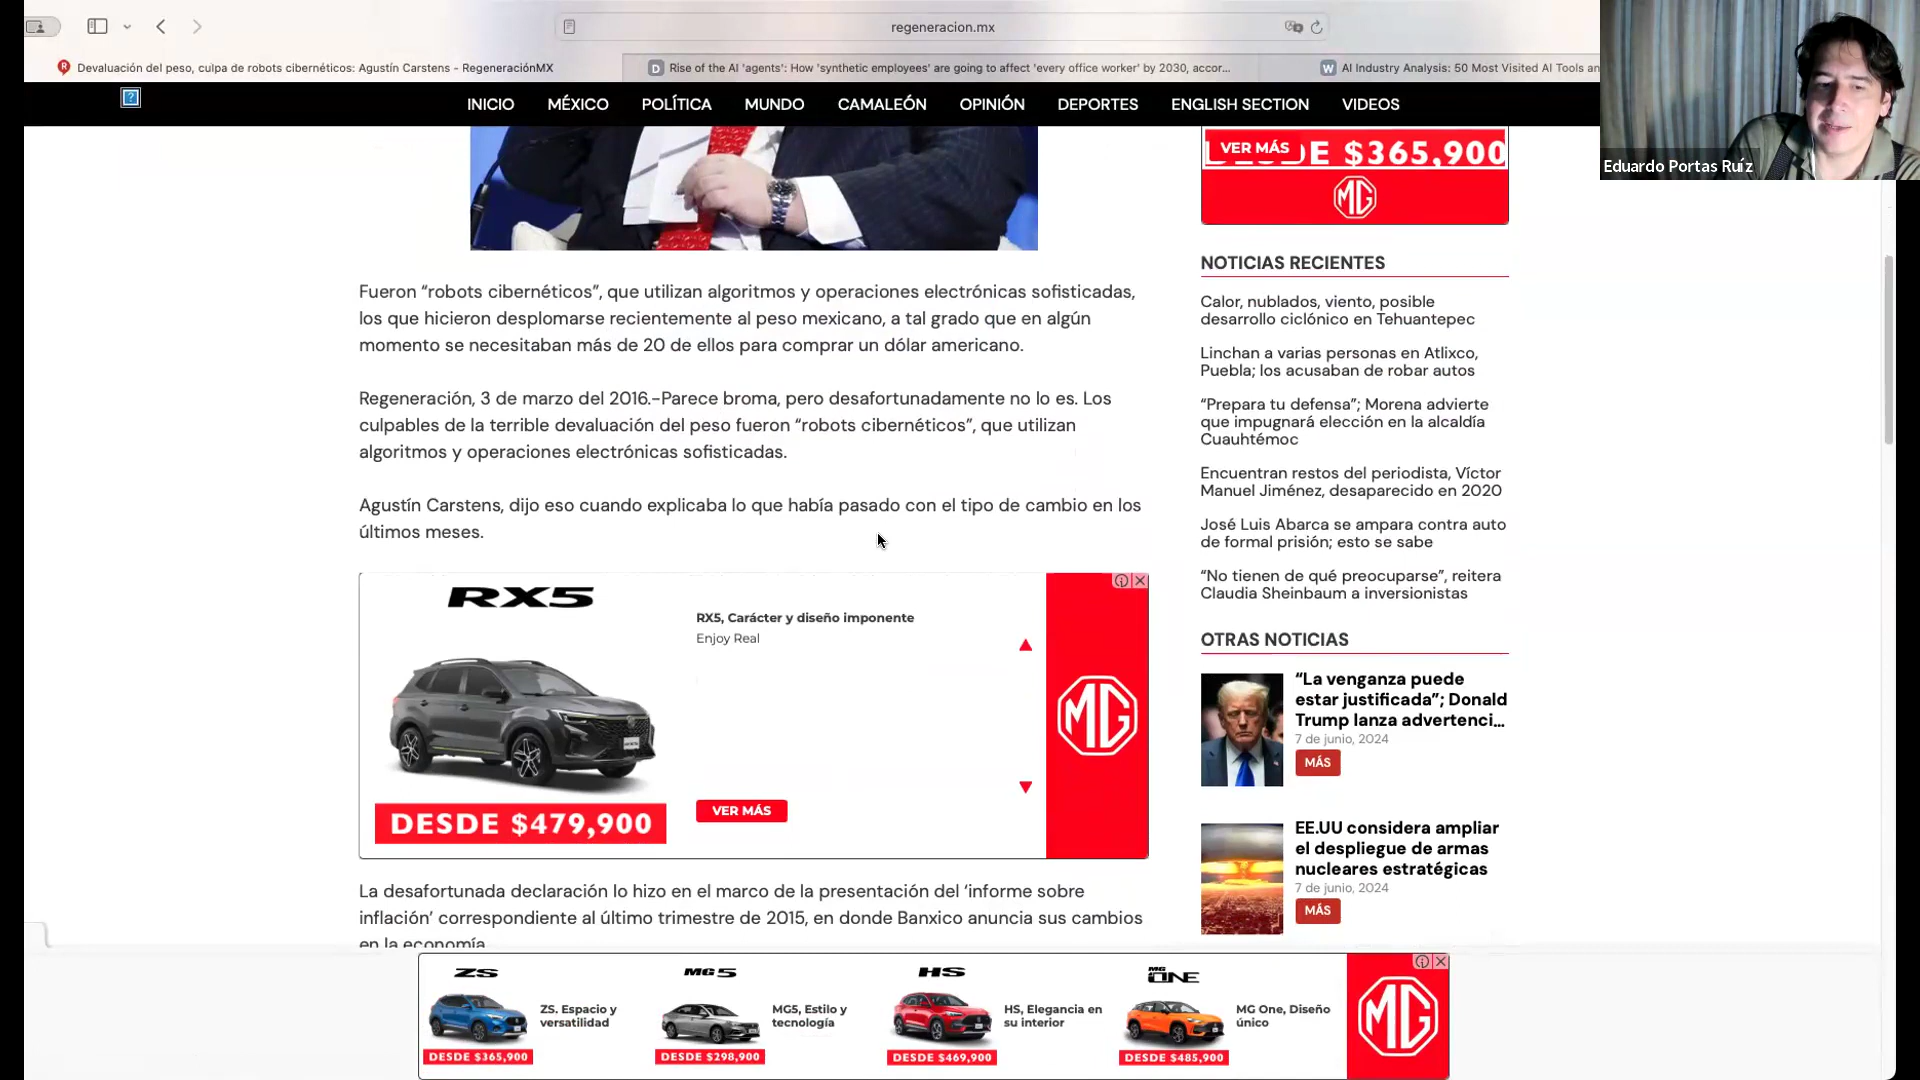 regeneracion.mx
Devaluación del peso, culpa de robots cibernéticos: Agustín Carstens - RegeneraciónMX
D Rise of the AI 'agents': How 'synthetic employees' are going to affect 'every office worker' by 2030, accor...
W AI Industry Analysis: 50 Most Visited AI Tools an
INICIO MÉXICO POLÍTICA MUNDO CAMALEÓN OPINIÓN DEPORTES ENGLISH SECTION VIDEOS
Eduardo Portas Ruíz
VER MÁS
DESDE $365,900
MG
Fueron “robots cibernéticos”, que utilizan algoritmos y operaciones electrónicas sofisticadas,
los que hicieron desplomarse recientemente al peso mexicano, a tal grado que en algún
momento se necesitaban más de 20 de ellos para comprar un dólar americano.
Regeneración, 3 de marzo del 2016.-Parece broma, pero desafortunadamente no lo es. Los
culpables de la terrible devaluación del peso fueron “robots cibernéticos”, que utilizan
algoritmos y operaciones electrónicas sofisticadas.
Agustín Carstens, dijo eso cuando explicaba lo que había pasado con el tipo de cambio en los
últimos meses.
RX5
RX5, Carácter y diseño imponente
Enjoy Real
VER MÁS
DESDE $479,900
MG
La desafortunada declaración lo hizo en el marco de la presentación del ‘informe sobre
inflación’ correspondiente al último trimestre de 2015, en donde Banxico anuncia sus cambios
en la economía
NOTICIAS RECIENTES
Calor, nublados, viento, posible
desarrollo ciclónico en Tehuantepec
Linchan a varias personas en Atlixco,
Puebla; los acusaban de robar autos
“Prepara tu defensa”; Morena advierte
que impugnará elección en la alcaldía
Cuauhtémoc
Encuentran restos del periodista, Víctor
Manuel Jiménez, desaparecido en 2020
José Luis Abarca se ampara contra auto
de formal prisión; esto se sabe
“No tienen de qué preocuparse”, reitera
Claudia Sheinbaum a inversionistas
OTRAS NOTICIAS
“La venganza puede
estar justificada”; Donald
Trump lanza advertenci...
7 de junio, 2024
MÁS
EE.UU considera ampliar
el despliegue de armas
nucleares estratégicas
7 de junio, 2024
MÁS
ZS
ZS. Espacio y
versatilidad
DESDE $365,900
MG5
MG5, Estilo y
tecnología
DESDE $298,900
HS
HS, Elegancia en
su interior
DESDE $469,900
MG ONE
MG One, Diseño
único
DESDE $485,900
MG